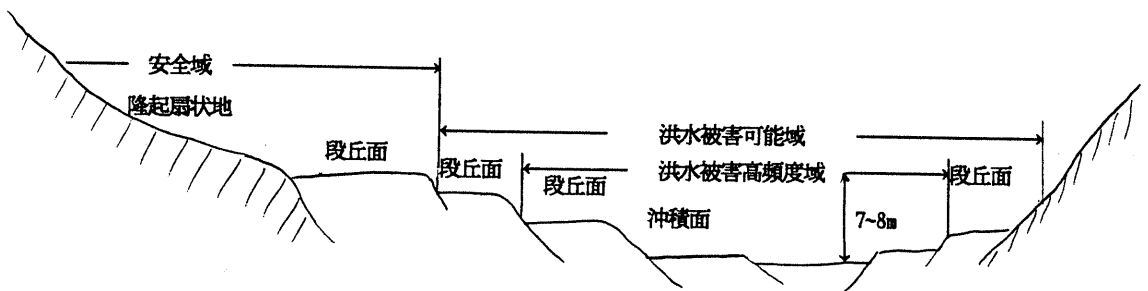 安全域
隆起扇状地
洪水被害可能域
段丘面
段丘面
段丘面
洪水被害高頻度域
段丘面
沖積面
7~8m